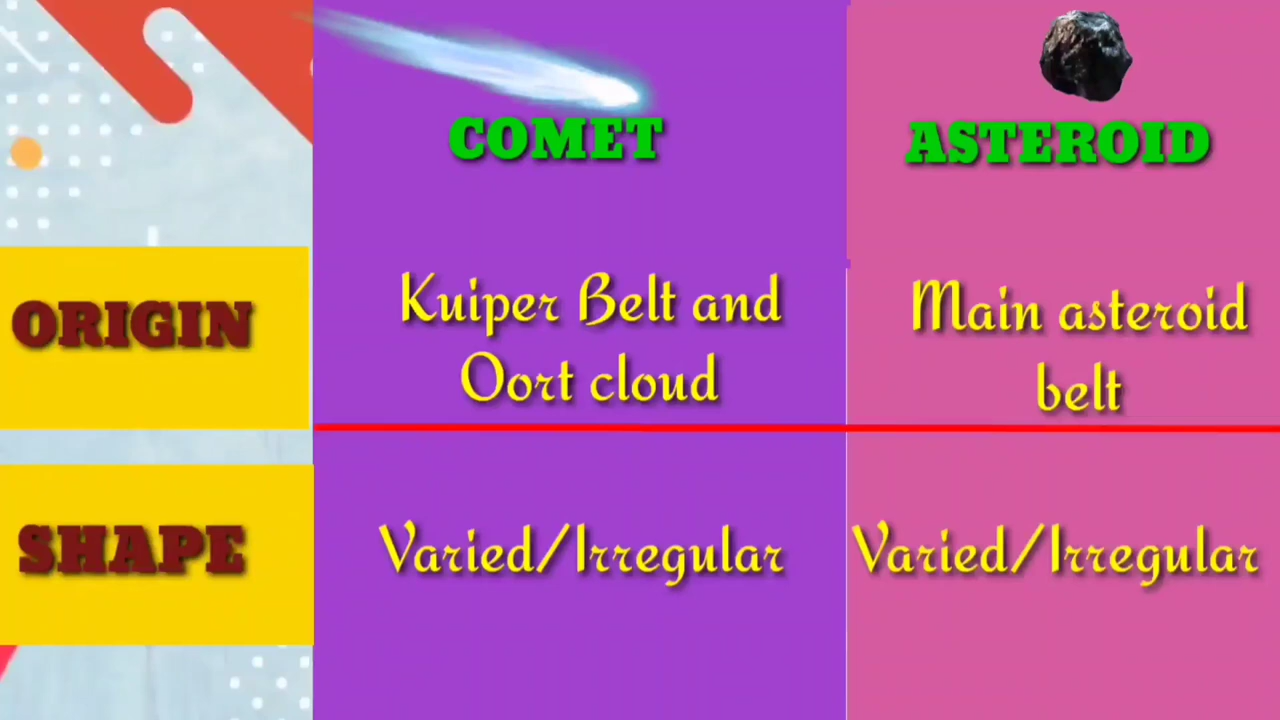 COMET
ASTEROID
ORIGIN
Kuiper Belt and
Oort cloud
Main asteroid
belt
SHAPE
Varied/Irregular
Varied/Irregular